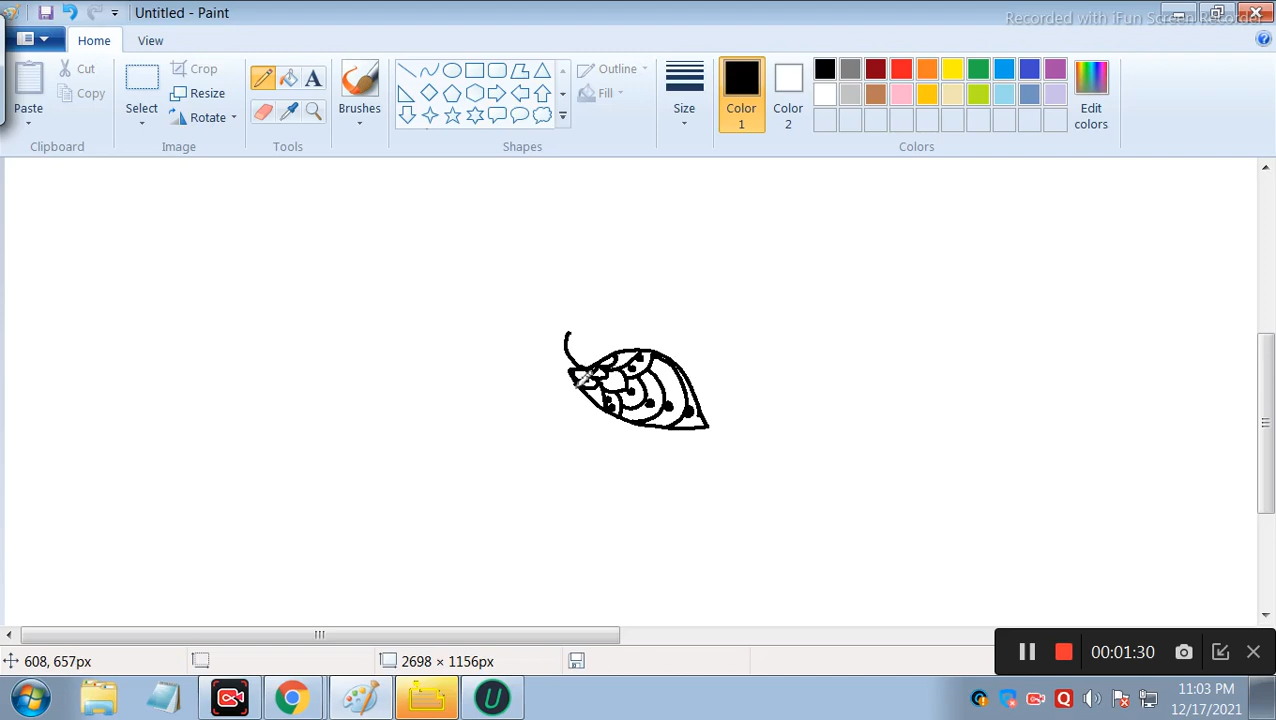 Untitled - Paint
Recorded with iFun Screen Recorder
Home
View
Paste
Cut
Copy
Clipboard
Select
Crop
Resize
Rotate
Image
A
Tools
Brushes
Outline
Fill
Shapes
Size
Color 1
Color 2
Edit colors
Colors
608, 657px
2698 × 1156px
00:01:30
U
Q
11:03 PM
12/17/2021